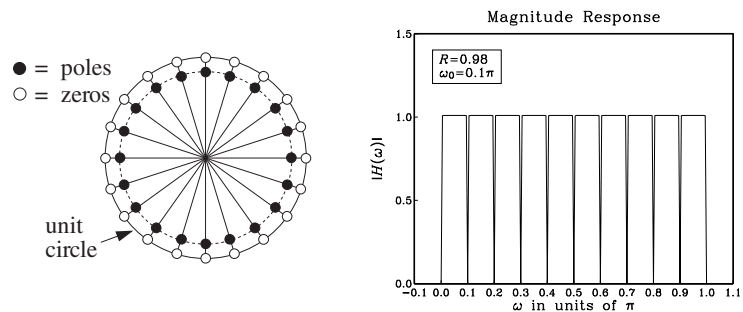 ● = poles
○ = zeros
unit
circle
Magnitude Response
R=0.98
ω₀=0.1π
|H(ω)|
1.5
1.0
0.5
0.0
−0.1 0.0 0.1 0.2 0.3 0.4 0.5 0.6 0.7 0.8 0.9 1.0 1.1
ω in units of π